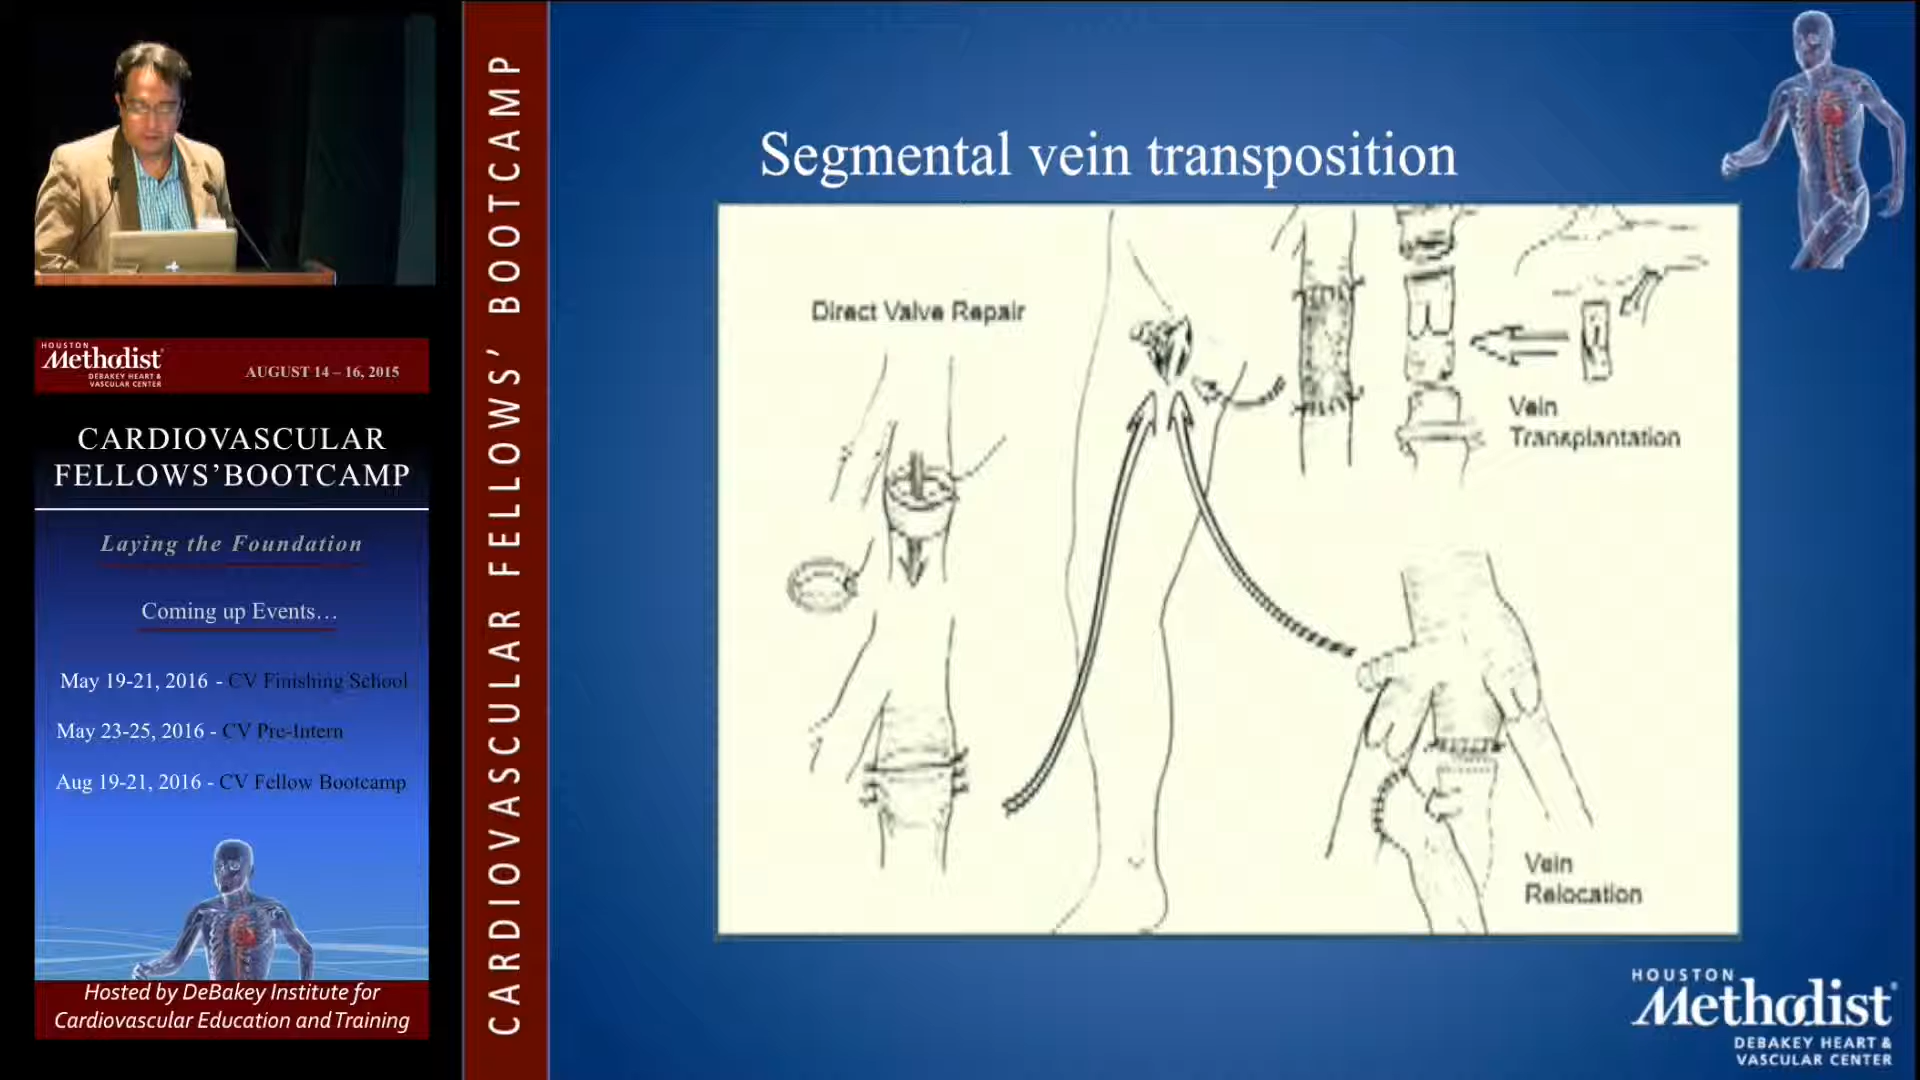 HOUSTON
Methodist
DEBAKEY HEART &
VASCULAR CENTER
AUGUST 14 – 16, 2015
CARDIOVASCULAR
FELLOWS’BOOTCAMP
Laying the Foundation
Coming up Events…
May 19-21, 2016 - CV Finishing School
May 23-25, 2016 - CV Pre-Intern
Aug 19-21, 2016 - CV Fellow Bootcamp
Hosted by DeBakey Institute for
Cardiovascular Education and Training
CARDIOVASCULAR FELLOWS’ BOOTCAMP
Segmental vein transposition
Direct Valve Repair
Vein
Transplantation
Vein
Relocation
HOUSTON
Methodist
DEBAKEY HEART &
VASCULAR CENTER